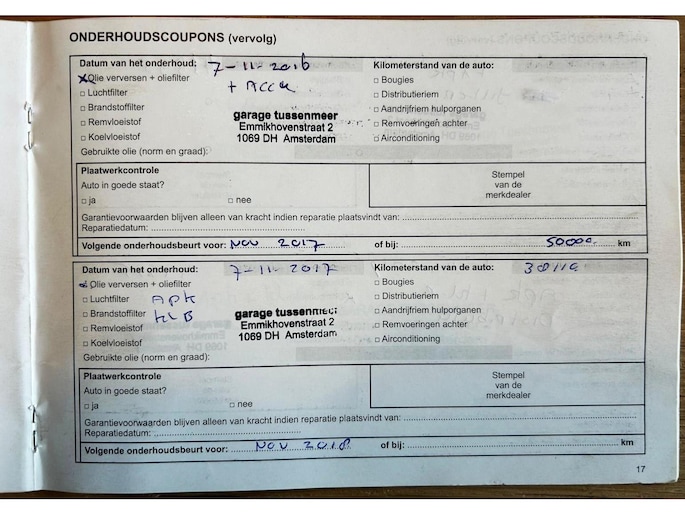 ONDERHOUDSCOUPONS (vervolg)
Datum van het onderhoud: 7-11-2016
Kilometerstand van de auto:
Olie verversen + oliefilter
+ Accu
Bougies
Luchtfilter
Distributieriem
Brandstoffilter
garage tussenmeer
Aandrijfriem hulporganen
Remvloeistof
Emmikhovenstraat 2
Remvoeringen achter
Koelvloeistof
1069 DH Amsterdam
Airconditioning
Gebruikte olie (norm en graad):
Plaatwerkcontrole
Auto in goede staat?
ja
nee
Stempel
van de
merkdealer
Garantievoorwaarden blijven alleen van kracht indien reparatie plaatsvindt van:
Reparatiedatum:
Volgende onderhoudsbeurt voor: NOV 2017 of bij: 50000 km
Datum van het onderhoud: 7-11-2017
Kilometerstand van de auto:
Olie verversen + oliefilter
Bougies
Luchtfilter APK
Distributieriem
Brandstoffilter KLB
garage tussenmeer
Aandrijfriem hulporganen
Remvloeistof
Emmikhovenstraat 2
Remvoeringen achter
Koelvloeistof
1069 DH Amsterdam
Airconditioning
Gebruikte olie (norm en graad):
Plaatwerkcontrole
Auto in goede staat?
ja
nee
Stempel
van de
merkdealer
Garantievoorwaarden blijven alleen van kracht indien reparatie plaatsvindt van:
Reparatiedatum:
Volgende onderhoudsbeurt voor: NOV 2018 of bij: km
17